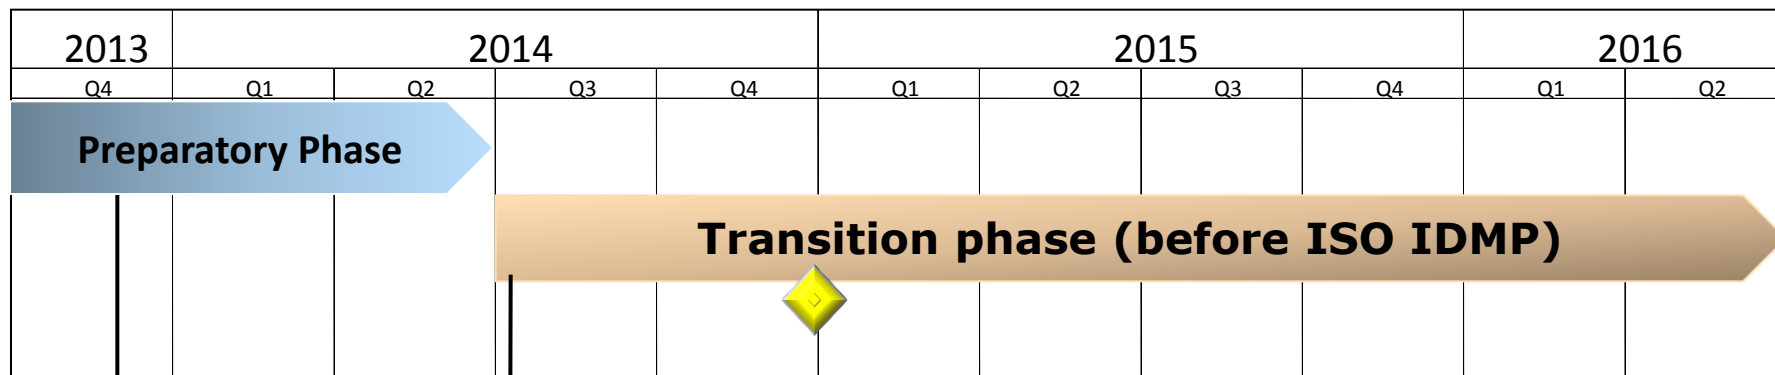 2013 2014 2015 2016
Q4 Q1 Q2 Q3 Q4 Q1 Q2 Q3 Q4 Q1 Q2
Preparatory Phase
Transition phase (before ISO IDMP)